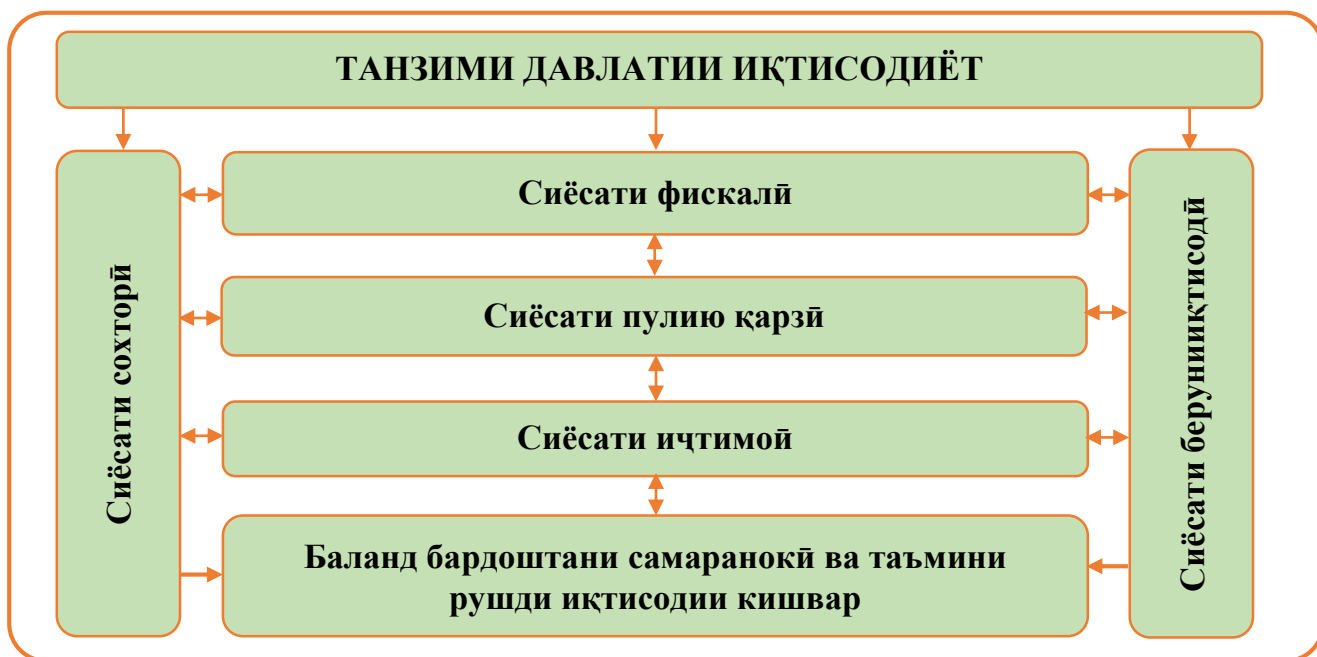 ТАНЗИМИ ДАВЛАТИИ ИҚТИСОДИЁТ
Сиёсати сохторӣ
Сиёсати фискалӣ
Сиёсати пулию қарзӣ
Сиёсати иҷтимоӣ
Баланд бардоштани самаранокӣ ва таъмини
рушди иқтисодии кишвар
Сиёсати берунииқтисодӣ